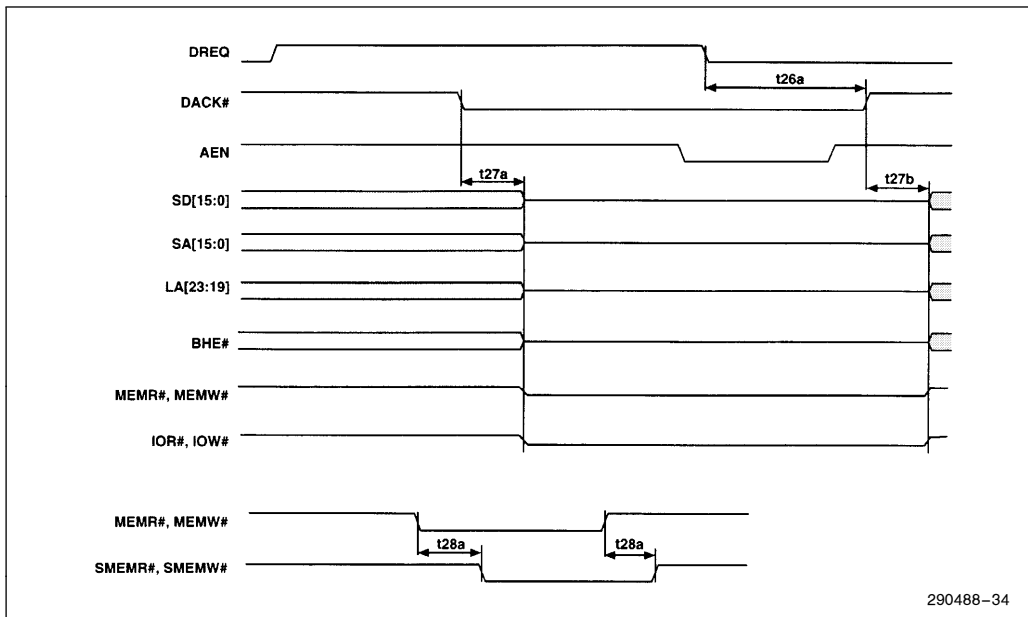 DREQ
t26a
DACK#
AEN
t27a
t27b
SD[15:0]
SA[15:0]
LA[23:19]
BHE#
MEMR#, MEMW#
IOR#, IOW#
MEMR#, MEMW#
t28a
t28a
SMEMR#, SMEMW#
290488–34